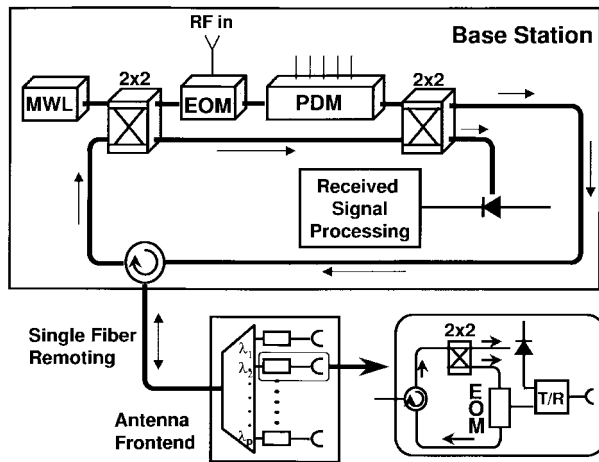 RF in
Base Station
2x2
2x2
MWL
EOM
PDM
Received
Signal
Processing
Single Fiber
Remoting
Antenna
Frontend
λ1
λ2
λp
2x2
EOM
T/R